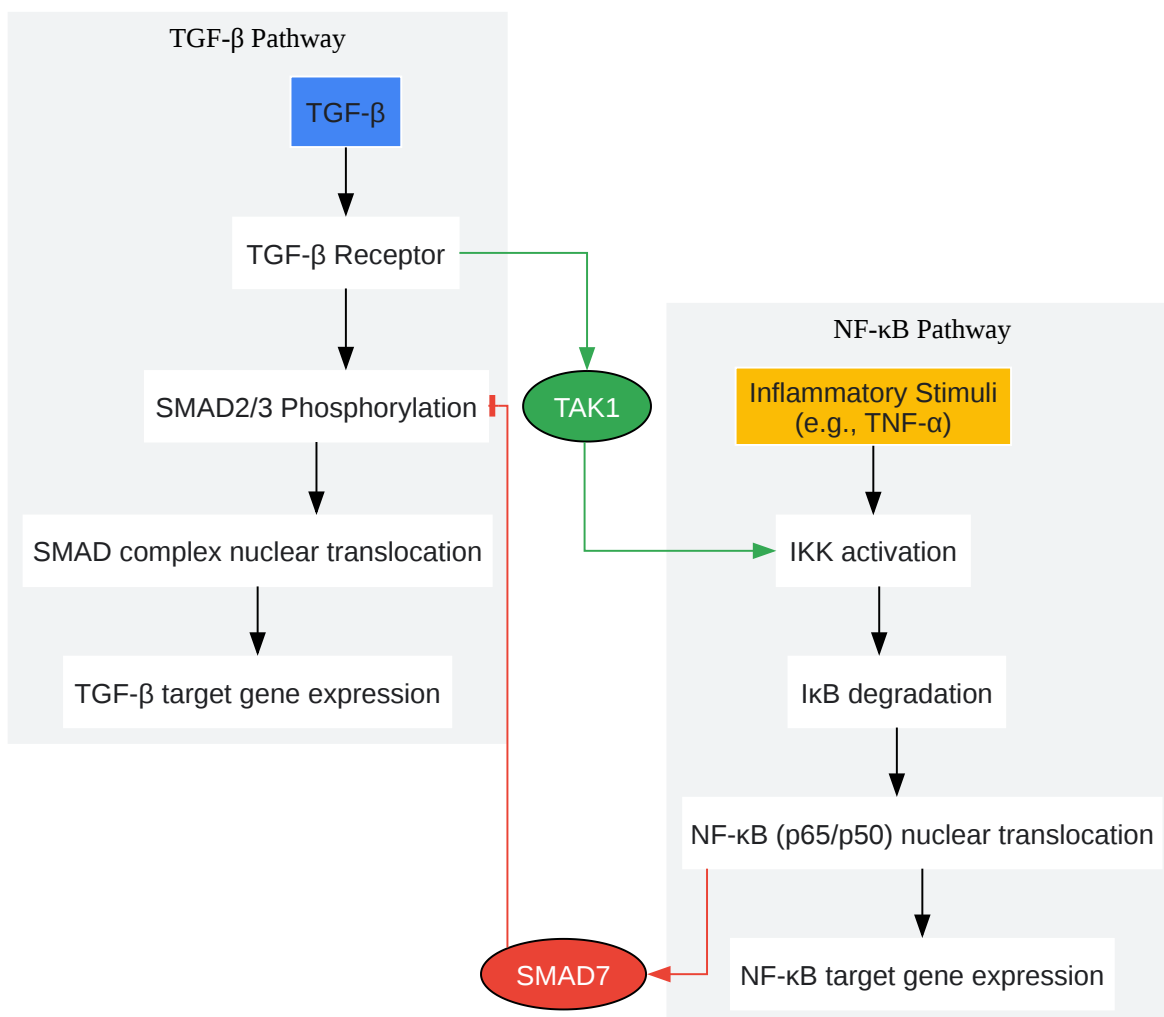 TGF-β Pathway
TGF-β
TGF-β Receptor
SMAD2/3 Phosphorylation
SMAD complex nuclear translocation
TGF-β target gene expression
TAK1
SMAD7
NF-κB Pathway
Inflammatory Stimuli
(e.g., TNF-α)
IKK activation
IκB degradation
NF-κB (p65/p50) nuclear translocation
NF-κB target gene expression